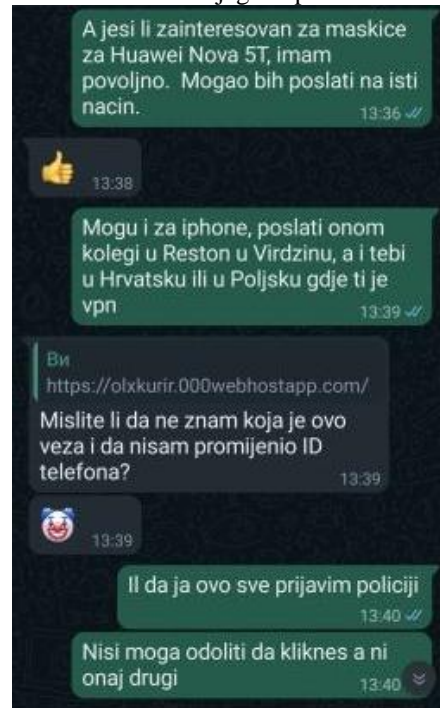 A jesi li zainteresovan za maskice
za Huawei Nova 5T, imam
povoljno.  Mogao bih poslati na isti
nacin.
13:36
👍
13:38
Mogu i za iphone, poslati onom
kolegi u Reston u Virdzinu, a i tebi
u Hrvatsku ili u Poljsku gdje ti je
vpn
13:39
Ви
https://olxkurir.000webhostapp.com/
Mislite li da ne znam koja je ovo
veza i da nisam promijenio ID
telefona?
13:39
🤡
13:39
Il da ja ovo sve prijavim policiji
13:40
Nisi moga odoliti da kliknes a ni
onaj drugi
13:40